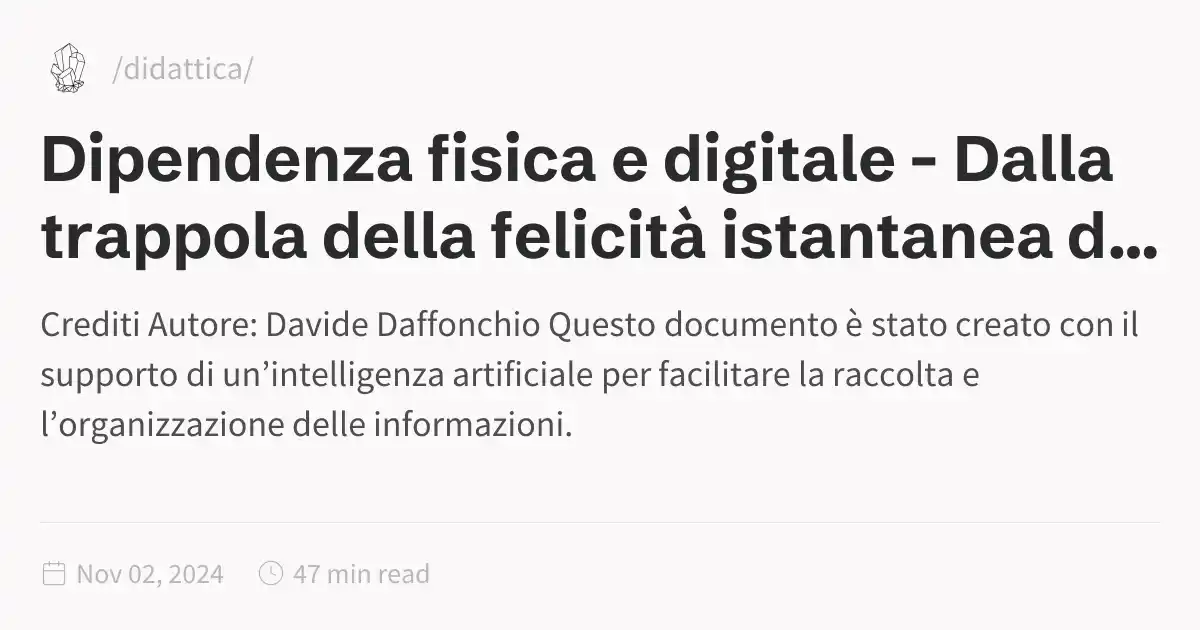 /didattica/
Dipendenza fisica e digitale - Dalla
trappola della felicità istantanea d...
Crediti Autore: Davide Daffonchio Questo documento è stato creato con il
supporto di un’intelligenza artificiale per facilitare la raccolta e
l’organizzazione delle informazioni.
Nov 02, 2024 47 min read